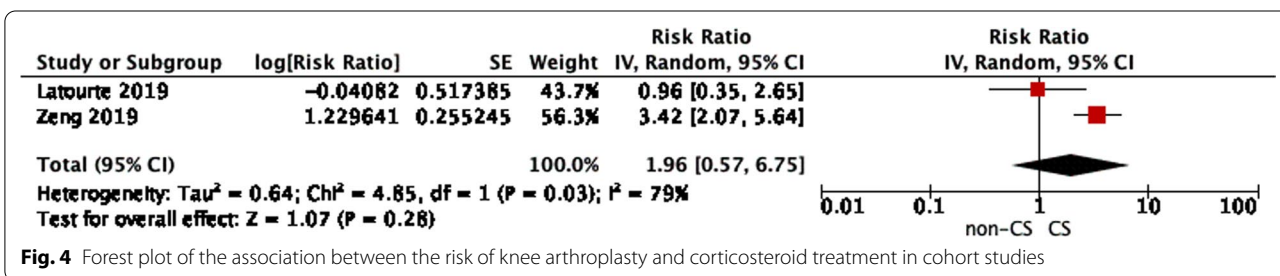 Risk Ratio Risk Ratio
Study or Subgroup log[Risk Ratio] SE Weight IV, Random, 95% CI IV, Random, 95% CI
Latourte 2019 −0.04082 0.517385 43.7% 0.96 [0.35, 2.65]
Zeng 2019 1.229641 0.255245 56.3% 3.42 [2.07, 5.64]
Total (95% CI) 100.0% 1.96 [0.57, 6.75]
Heterogeneity: Tau² = 0.64; Chi² = 4.85, df = 1 (P = 0.03); I² = 79%
Test for overall effect: Z = 1.07 (P = 0.28)
0.01 0.1 1 10 100
non-CS CS
Fig. 4 Forest plot of the association between the risk of knee arthroplasty and corticosteroid treatment in cohort studies